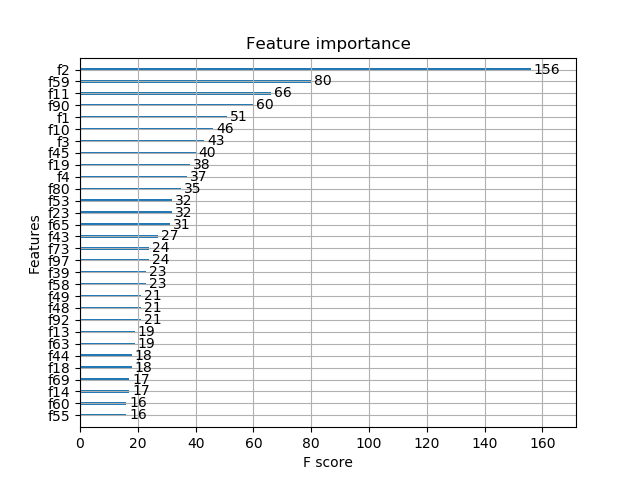 Feature importance
f2 156
f59 80
f11 66
f90 60
f1 51
f10 46
f3 43
f45 40
f19 38
f4 37
f80 35
f53 32
f23 32
f65 31
f43 27
f73 24
f97 24
f39 23
f58 23
f49 21
f48 21
f92 21
f13 19
f63 19
f44 18
f18 18
f69 17
f14 17
f60 16
f55 16
Features
0 20 40 60 80 100 120 140 160
F score